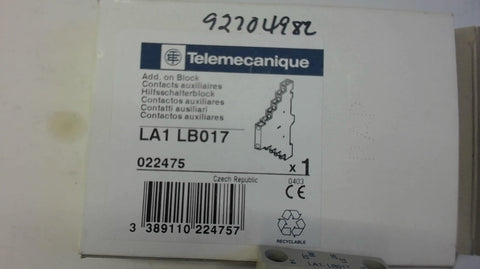 92704982
Telemecanique
Add. on Block
Contacts auxiliaires
Hilfsschalterblock
Contactos auxiliares
Contatti ausiliari
Contactos auxiliares
LA1 LB017
022475
x 1
Czech Republic
0403
CE
3 389110 224757
RECYCLABLE
LA1-LB017